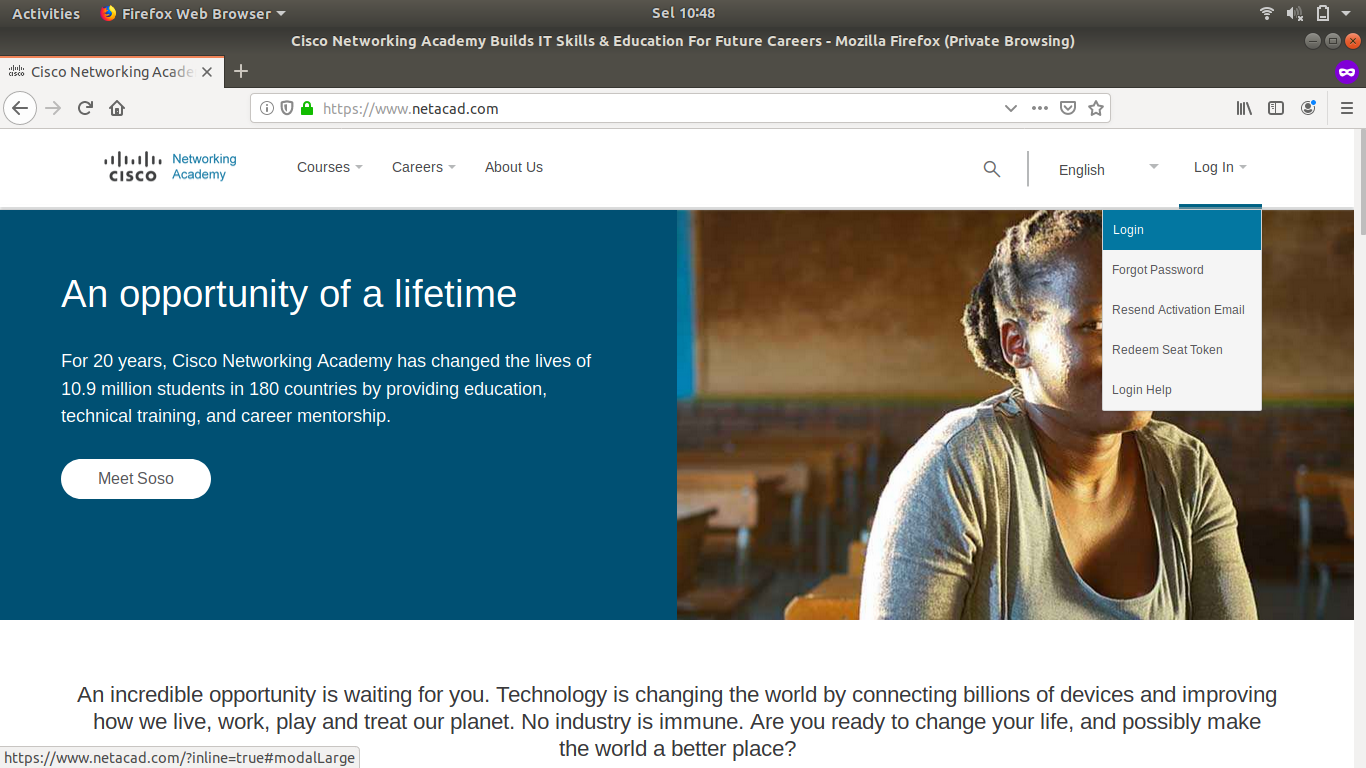 Activities Firefox Web Browser Sel 10:48
Cisco Networking Academy Builds IT Skills & Education For Future Careers - Mozilla Firefox (Private Browsing)
Cisco Networking Acade
https://www.netacad.com
CISCO Networking Academy
Courses Careers About Us English Log In
Login
Forgot Password
Resend Activation Email
Redeem Seat Token
Login Help
An opportunity of a lifetime
For 20 years, Cisco Networking Academy has changed the lives of
10.9 million students in 180 countries by providing education,
technical training, and career mentorship.
Meet Soso
An incredible opportunity is waiting for you. Technology is changing the world by connecting billions of devices and improving
how we live, work, play and treat our planet. No industry is immune. Are you ready to change your life, and possibly make
the world a better place?
https://www.netacad.com/?inline=true#modalLarge